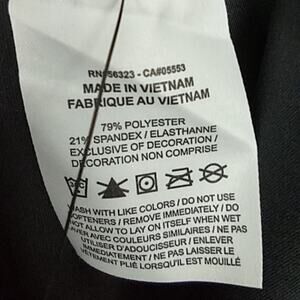 RN#56323 - CA#05553
MADE IN VIETNAM
FABRIQUE AU VIETNAM
79% POLYESTER
21% SPANDEX / ELASTHANNE
EXCLUSIVE OF DECORATION /
DÉCORATION NON COMPRISE
WASH WITH LIKE COLORS / DO NOT USE
SOFTENERS / REMOVE IMMEDIATELY / DO
NOT ALLOW TO LAY ON ITSELF WHEN WET
LAVER AVEC COULEURS SIMILAIRES / NE PAS
UTILISER D'ADOUCISSEUR / ENLEVER
IMMÉDIATEMENT / NE PAS LAISSER LE
VÊTEMENT PLIÉ LORSQU'IL EST MOUILLÉ